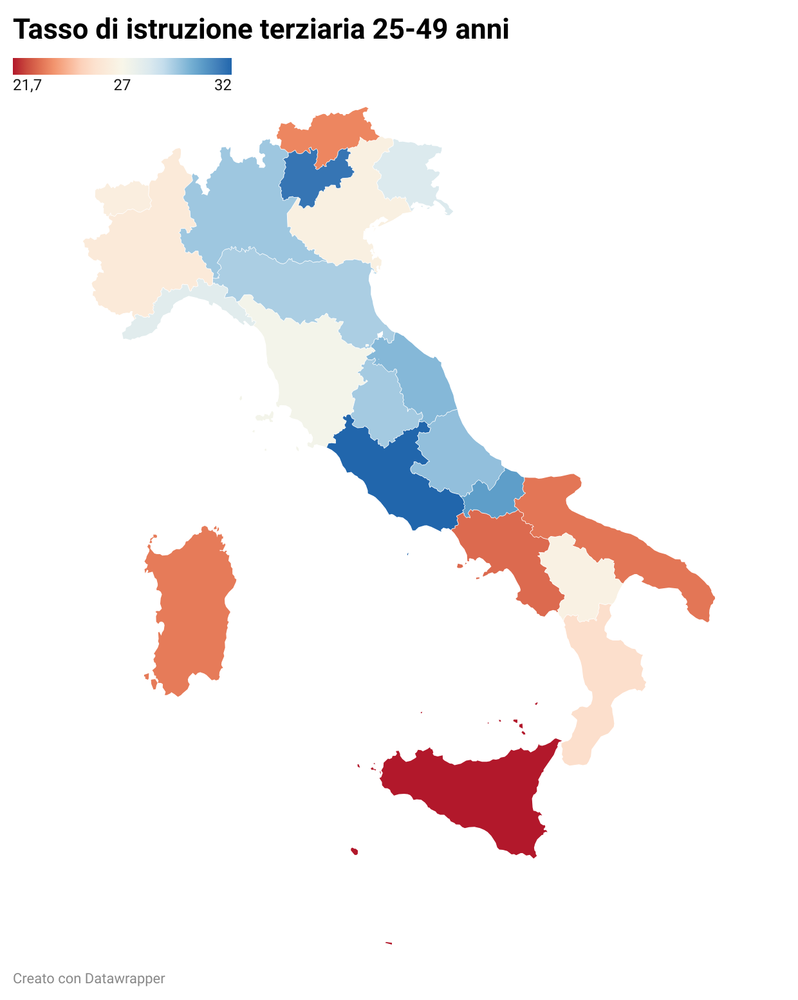 Tasso di istruzione terziaria 25-49 anni
21,7 27 32
Creato con Datawrapper